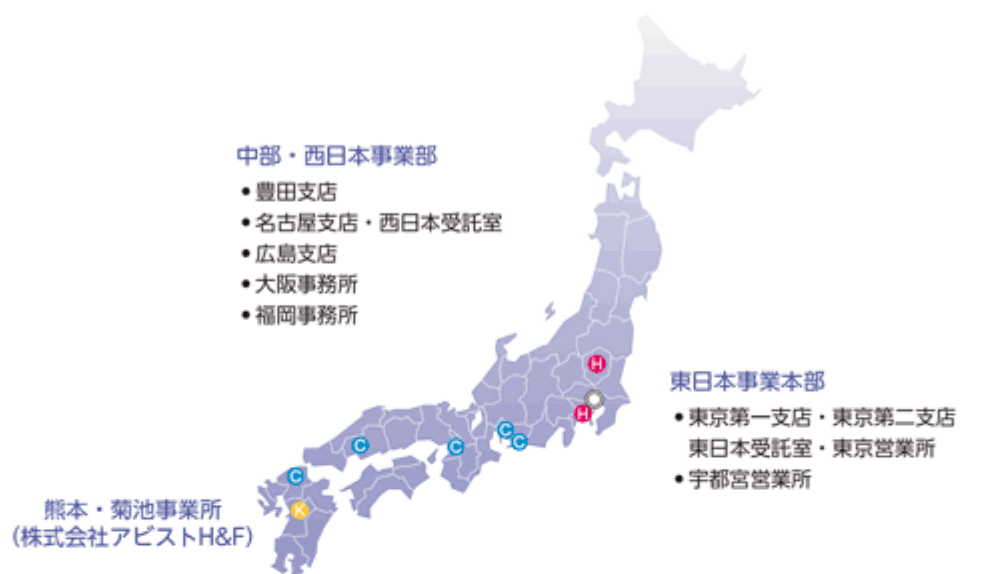 中部・西日本事業部
•豊田支店
•名古屋支店・西日本受託室
•広島支店
•大阪事務所
•福岡事務所
H
H
東日本事業本部
•東京第一支店・東京第二支店
東日本受託室・東京営業所
•宇都宮営業所
C
C
C
C
C
K
熊本・菊池事業所
(株式会社アビストH&F)